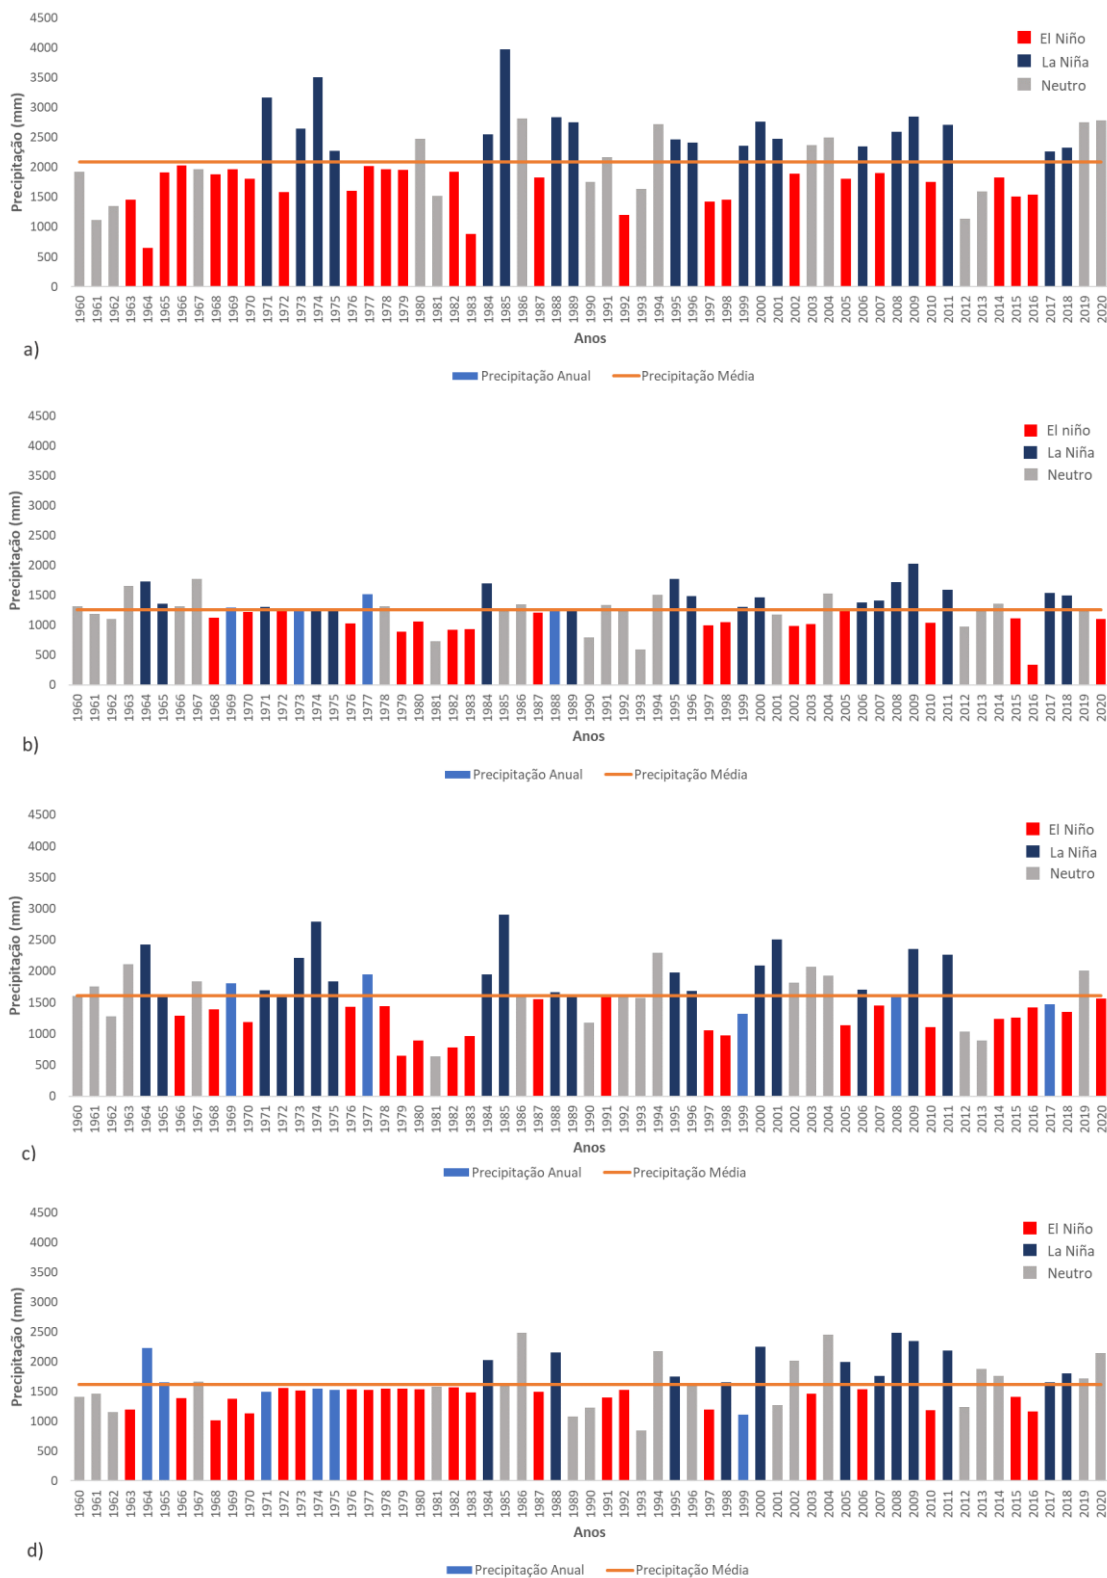 4500
4000
3500
3000
2500
2000
1500
1000
500
0
Precipitação (mm)
El Niño
La Niña
Neutro
1960 1961 1962 1963 1964 1965 1966 1967 1968 1969 1970 1971 1972 1973 1974 1975 1976 1977 1978 1979 1980 1981 1982 1983 1984 1985 1986 1987 1988 1989 1990 1991 1992 1993 1994 1995 1996 1997 1998 1999 2000 2001 2002 2003 2004 2005 2006 2007 2008 2009 2010 2011 2012 2013 2014 2015 2016 2017 2018 2019 2020
Anos
a)
Precipitação Anual Precipitação Média
4500
4000
3500
3000
2500
2000
1500
1000
500
0
Precipitação (mm)
El niño
La Niña
Neutro
1960 1961 1962 1963 1964 1965 1966 1967 1968 1969 1970 1971 1972 1973 1974 1975 1976 1977 1978 1979 1980 1981 1982 1983 1984 1985 1986 1987 1988 1989 1990 1991 1992 1993 1994 1995 1996 1997 1998 1999 2000 2001 2002 2003 2004 2005 2006 2007 2008 2009 2010 2011 2012 2013 2014 2015 2016 2017 2018 2019 2020
Anos
b)
Precipitação Anual Precipitação Média
4500
4000
3500
3000
2500
2000
1500
1000
500
0
Precipitação (mm)
El Niño
La Niña
Neutro
1960 1961 1962 1963 1964 1965 1966 1967 1968 1969 1970 1971 1972 1973 1974 1975 1976 1977 1978 1979 1980 1981 1982 1983 1984 1985 1986 1987 1988 1989 1990 1991 1992 1993 1994 1995 1996 1997 1998 1999 2000 2001 2002 2003 2004 2005 2006 2007 2008 2009 2010 2011 2012 2013 2014 2015 2016 2017 2018 2019 2020
Anos
c)
Precipitação Anual Precipitação Média
4500
4000
3500
3000
2500
2000
1500
1000
500
0
Precipitação (mm)
El Niño
La Niña
Neutro
1960 1961 1962 1963 1964 1965 1966 1967 1968 1969 1970 1971 1972 1973 1974 1975 1976 1977 1978 1979 1980 1981 1982 1983 1984 1985 1986 1987 1988 1989 1990 1991 1992 1993 1994 1995 1996 1997 1998 1999 2000 2001 2002 2003 2004 2005 2006 2007 2008 2009 2010 2011 2012 2013 2014 2015 2016 2017 2018 2019 2020
Anos
d)
Precipitação Anual Precipitação Média